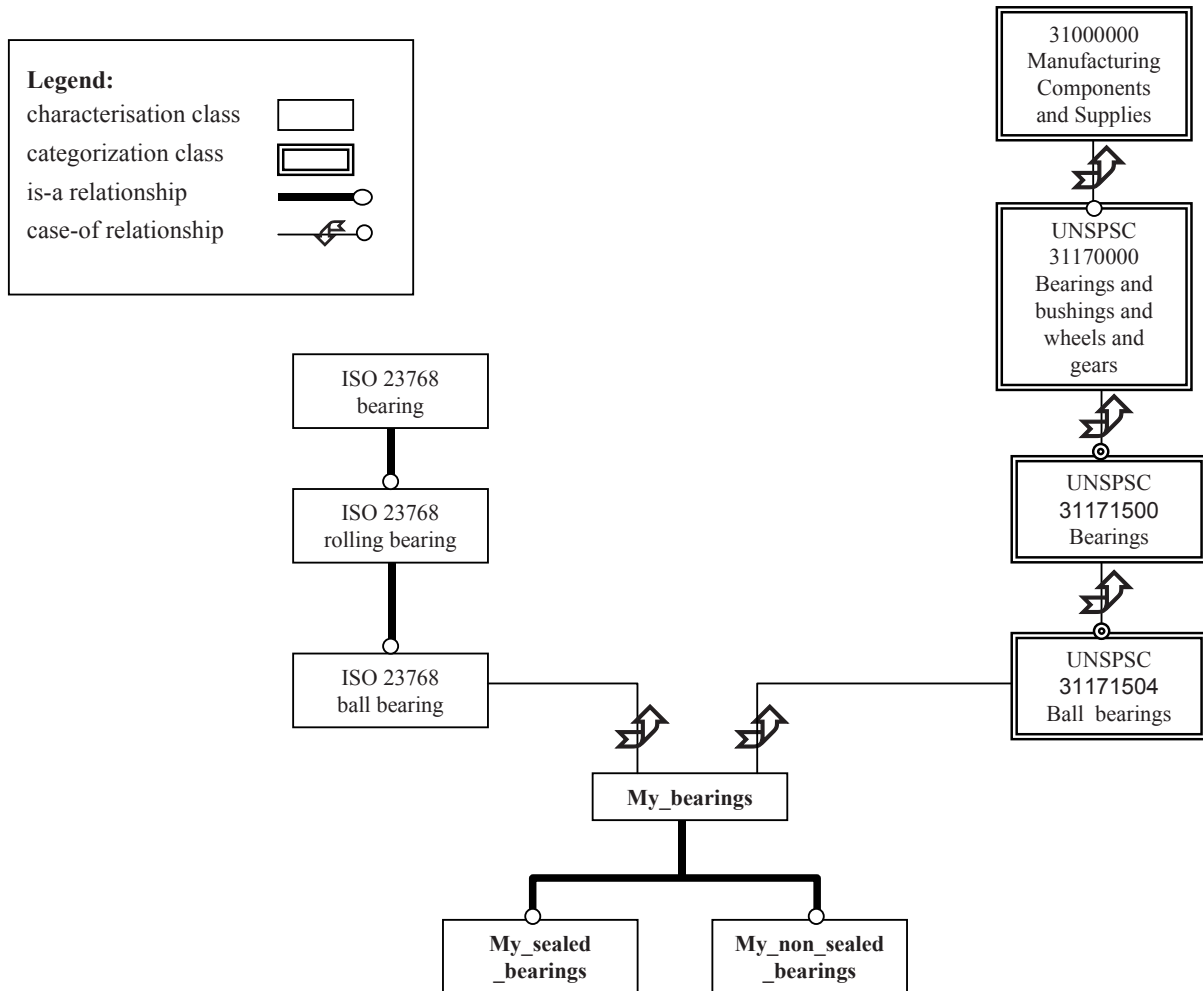 Legend:
characterisation class
categorization class
is-a relationship
case-of relationship
31000000
Manufacturing
Components
and Supplies
UNSPSC
31170000
Bearings and
bushings and
wheels and
gears
ISO 23768
bearing
UNSPSC
31171500
Bearings
ISO 23768
rolling bearing
UNSPSC
31171504
Ball bearings
ISO 23768
ball bearing
My_bearings
My_sealed
_bearings
My_non_sealed
_bearings